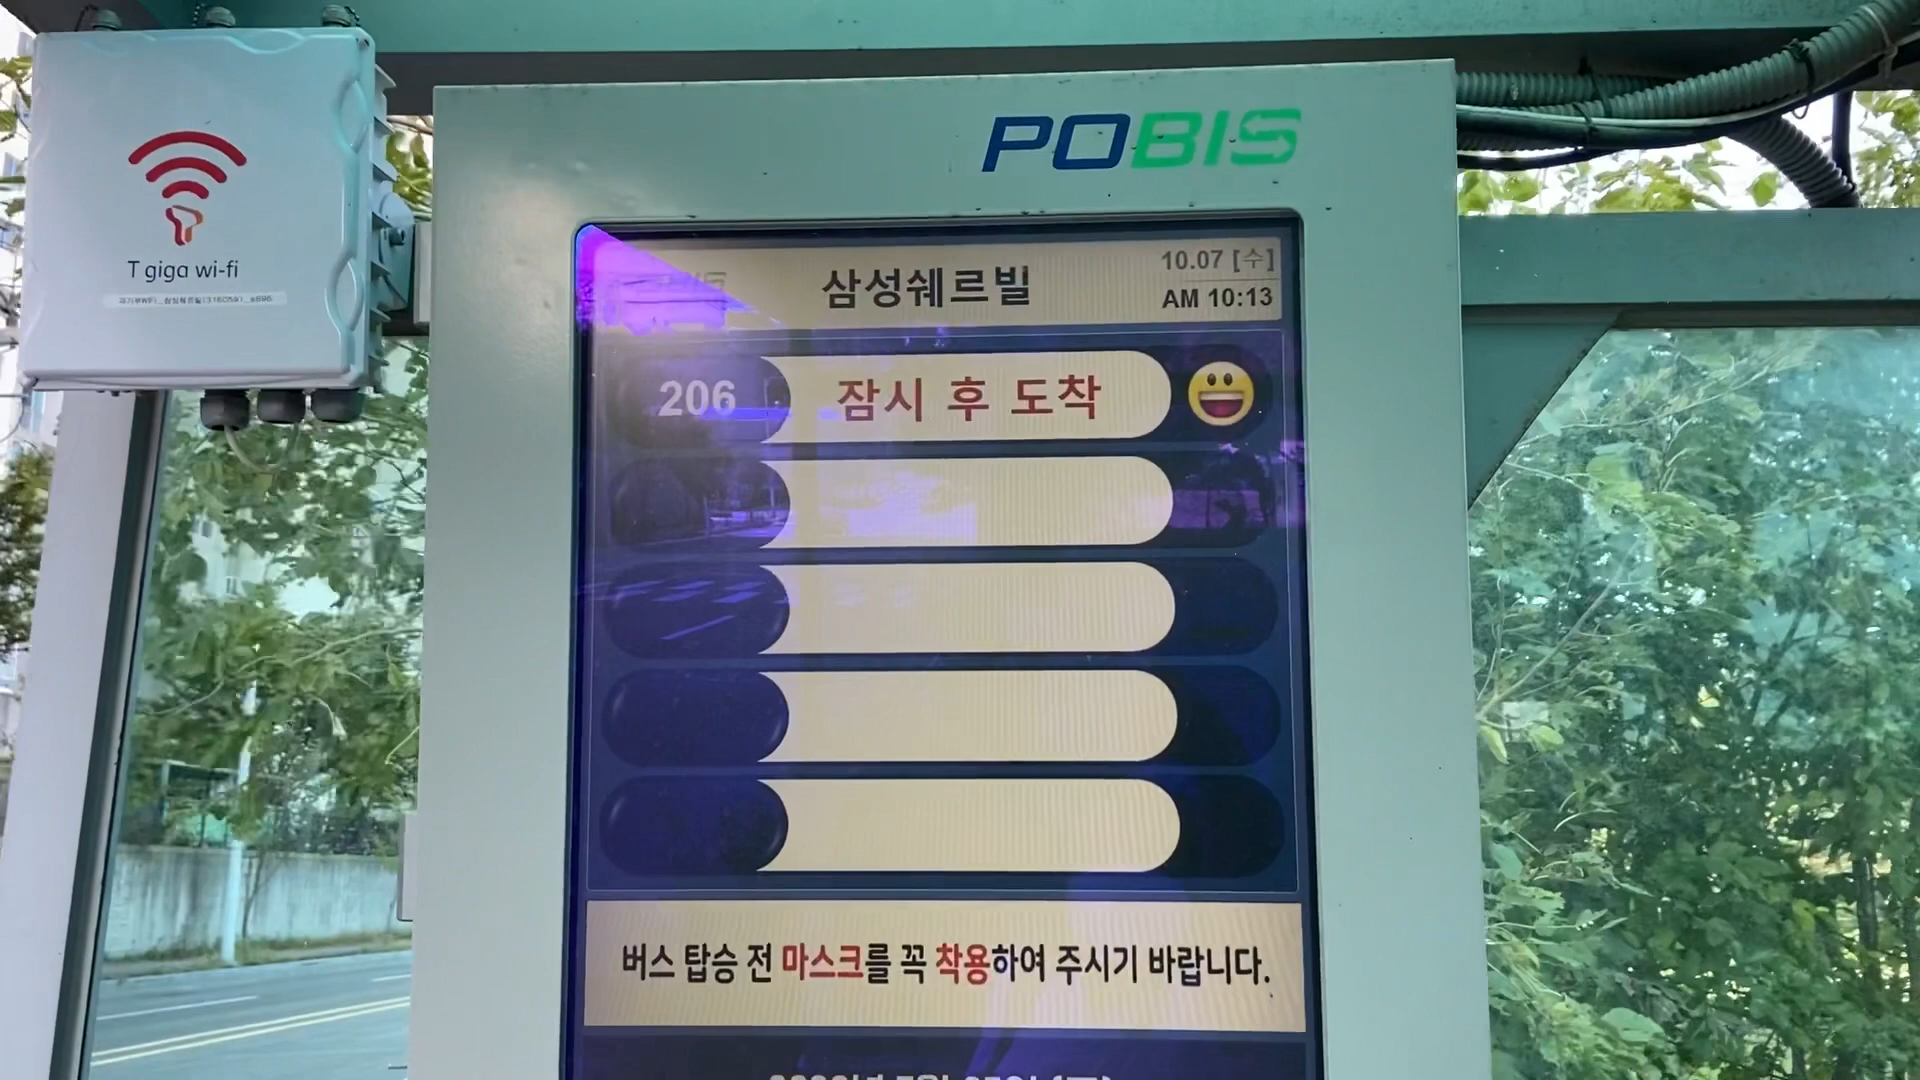 T giga wi-fi
POBIS
삼성쉐르빌
10.07 [수]
AM 10:13
206
잠시 후 도착
버스 탑승 전 마스크를 꼭 착용하여 주시기 바랍니다.